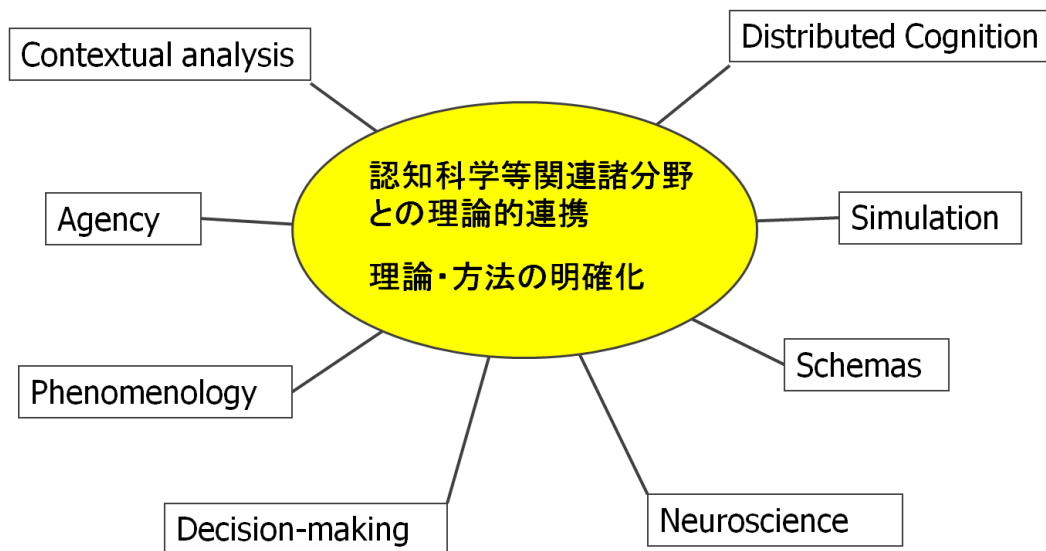 Contextual analysis
Distributed Cognition
認知科学等関連諸分野
との理論的連携
理論・方法の明確化
Agency
Simulation
Phenomenology
Schemas
Decision-making
Neuroscience